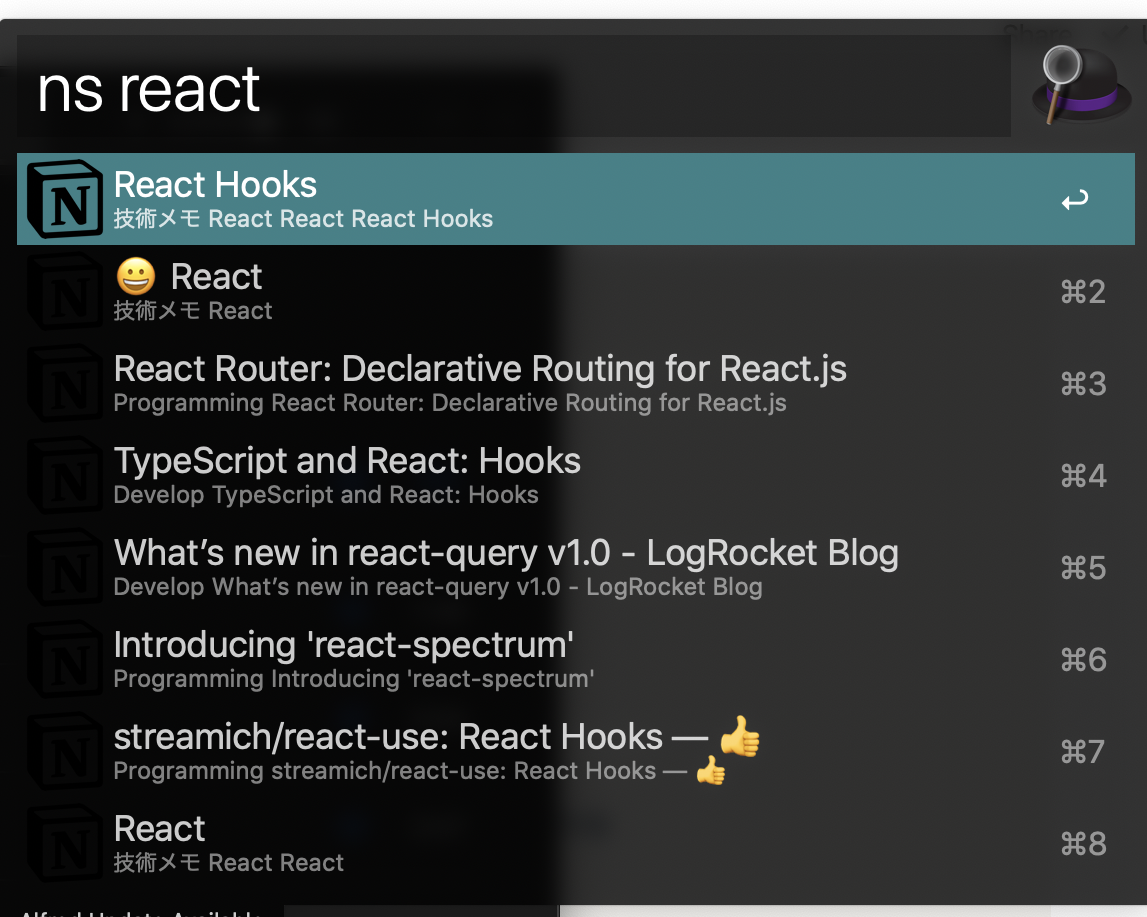 ns react
React Hooks
技術メモ React React React Hooks
😀 React
技術メモ React
⌘2
React Router: Declarative Routing for React.js
Programming React Router: Declarative Routing for React.js
⌘3
TypeScript and React: Hooks
Develop TypeScript and React: Hooks
⌘4
What’s new in react-query v1.0 - LogRocket Blog
Develop What’s new in react-query v1.0 - LogRocket Blog
⌘5
Introducing 'react-spectrum'
Programming Introducing 'react-spectrum'
⌘6
streamich/react-use: React Hooks — 👍
Programming streamich/react-use: React Hooks — 👍
⌘7
React
技術メモ React React
⌘8
Alfred Update Available